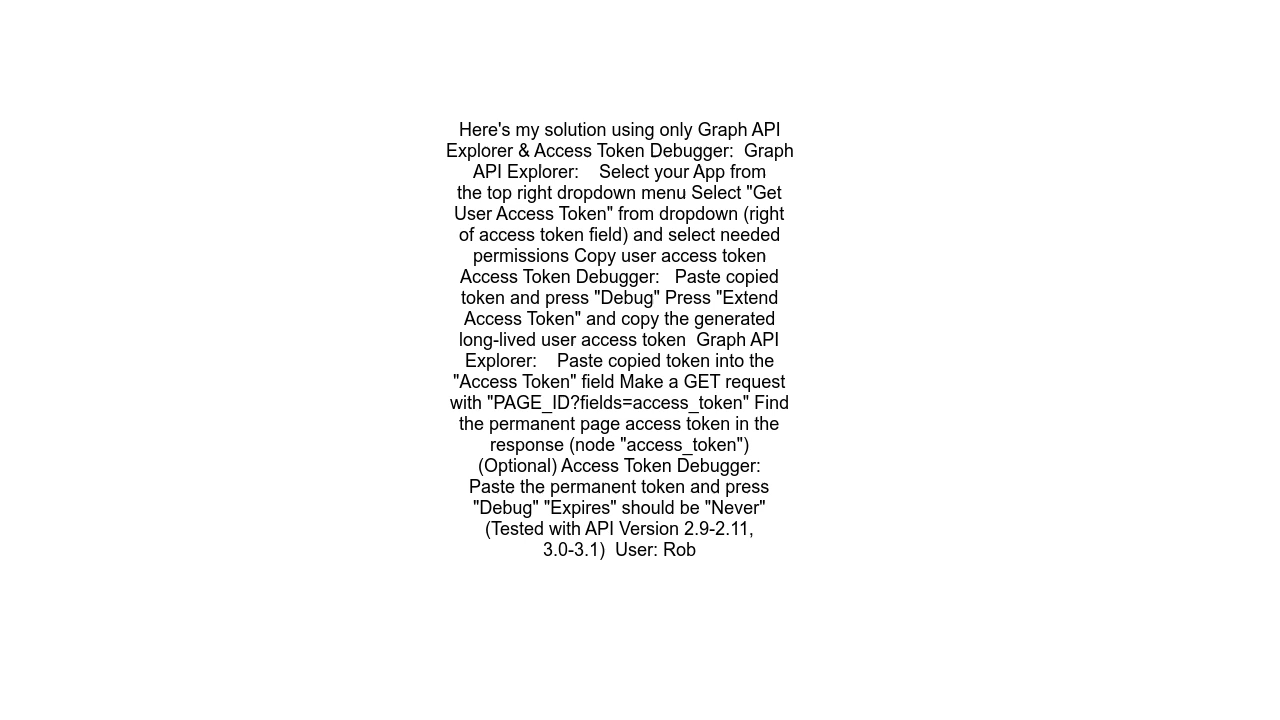 Here's my solution using only Graph API
Explorer & Access Token Debugger:  Graph
API Explorer:    Select your App from
the top right dropdown menu Select "Get
User Access Token" from dropdown (right
of access token field) and select needed
permissions Copy user access token
Access Token Debugger:   Paste copied
token and press "Debug" Press "Extend
Access Token" and copy the generated
long-lived user access token  Graph API
Explorer:    Paste copied token into the
"Access Token" field Make a GET request
with "PAGE_ID?fields=access_token" Find
the permanent page access token in the
response (node "access_token")
(Optional) Access Token Debugger:
Paste the permanent token and press
"Debug" "Expires" should be "Never"
(Tested with API Version 2.9-2.11,
3.0-3.1)  User: Rob